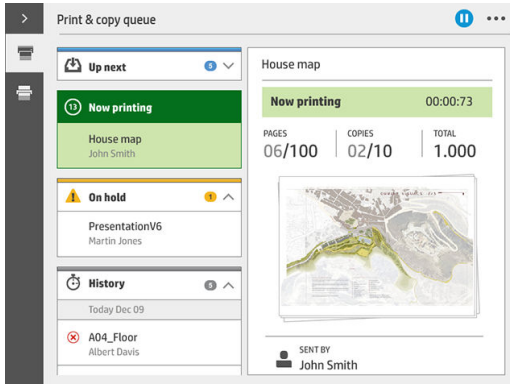 Print & copy queue
Up next
5
13
Now printing
House map
John Smith
On hold
1
PresentationV6
Martin Jones
History
5
Today Dec 09
A04_Floor
Albert Davis
House map
Now printing
00:00:73
PAGES
COPIES
TOTAL
06/100
02/10
1.000
SENT BY
John Smith